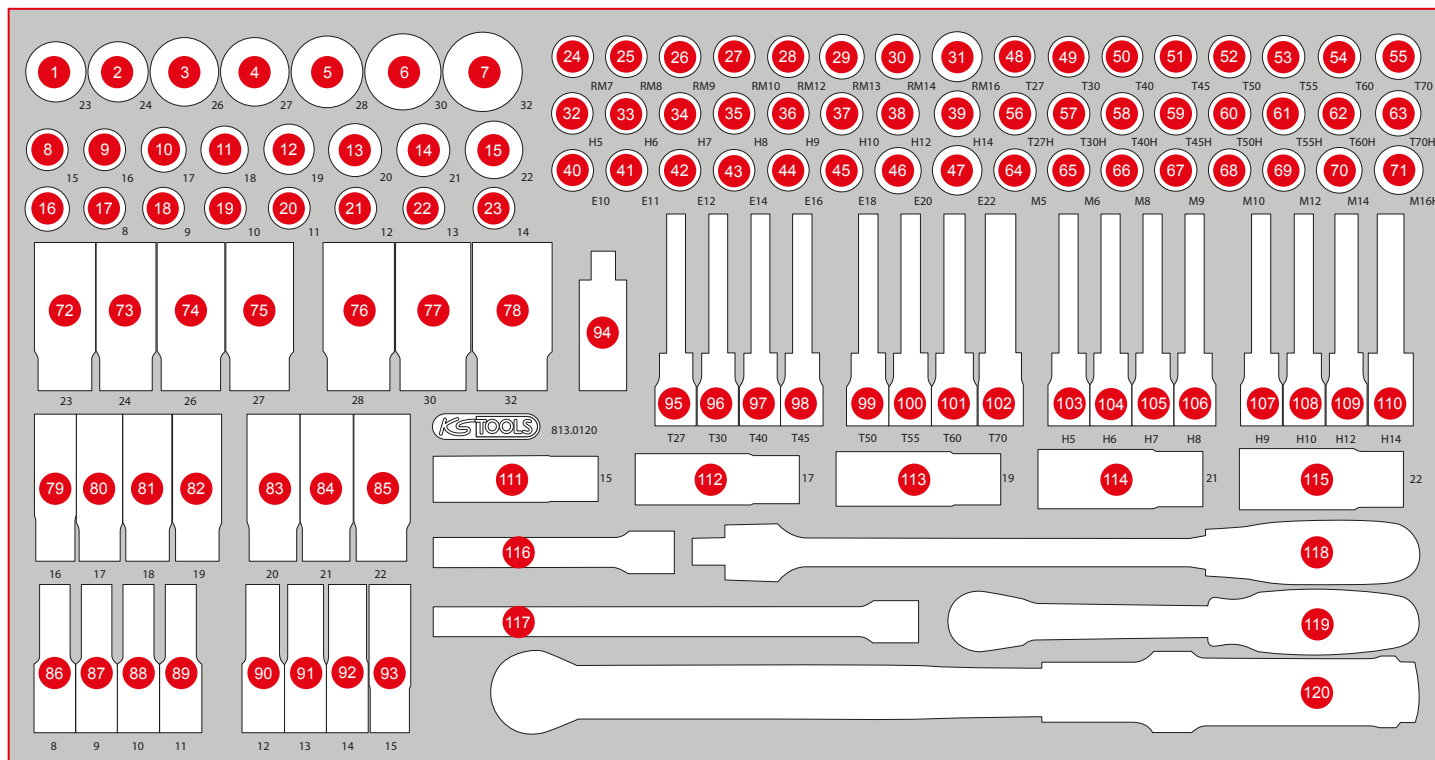 1 2 3 4 5 6 7
23 24 26 27 28 30 32
24 25 26 27 28 29 30 31 48 49 50 51 52 53 54 55
RM7 RM8 RM9 RM10 RM12 RM13 RM14 RM16 T27 T30 T40 T45 T50 T55 T60 T70
8 9 10 11 12 13 14 15
15 16 17 18 19 20 21 22
32 33 34 35 36 37 38 39 56 57 58 59 60 61 62 63
H5 H6 H7 H8 H9 H10 H12 H14 T27H T30H T40H T45H T50H T55H T60H T70H
16 17 18 19 20 21 22 23
8 9 10 11 12 13 14
40 41 42 43 44 45 46 47 64 65 66 67 68 69 70 71
E10 E11 E12 E14 E16 E18 E20 E22 M5 M6 M8 M9 M10 M12 M14 M16H
72 73 74 75 76 77 78
23 24 26 27 28 30 32
94
95 96 97 98 99 100 101 102 103 104 105 106 107 108 109 110
T27 T30 T40 T45 T50 T55 T60 T70 H5 H6 H7 H8 H9 H10 H12 H14
KS TOOLS 813.0120
79 80 81 82 83 84 85
16 17 18 19 20 21 22
111 15 112 17 113 19 114 21 115 22
116 118
117 119
86 87 88 89 90 91 92 93
8 9 10 11 12 13 14 15
120